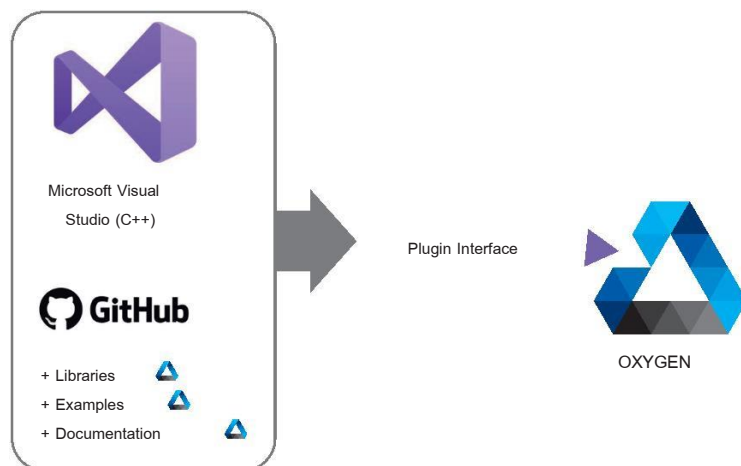 Microsoft Visual
Studio (C++)
GitHub
+ Libraries
+ Examples
+ Documentation
Plugin Interface
OXYGEN